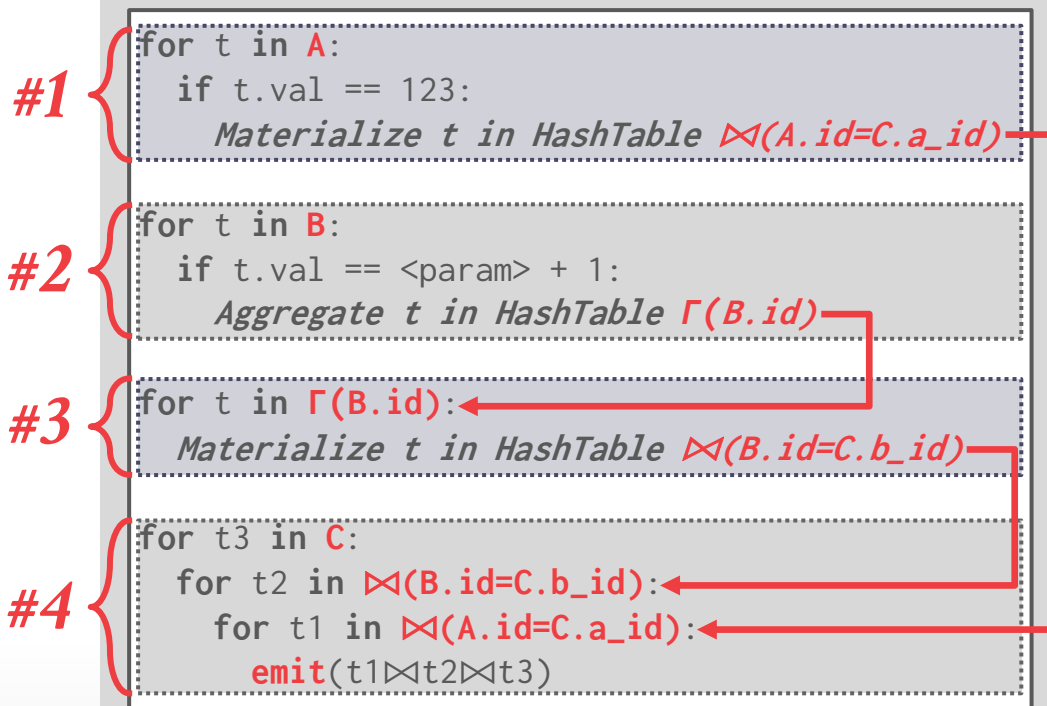 #1
for t in A:
if t.val == 123:
Materialize t in HashTable ⋈(A.id=C.a_id)
#2
for t in B:
if t.val == <param> + 1:
Aggregate t in HashTable Γ(B.id)
#3
for t in Γ(B.id):
Materialize t in HashTable ⋈(B.id=C.b_id)
#4
for t3 in C:
for t2 in ⋈(B.id=C.b_id):
for t1 in ⋈(A.id=C.a_id):
emit(t1⋈t2⋈t3)